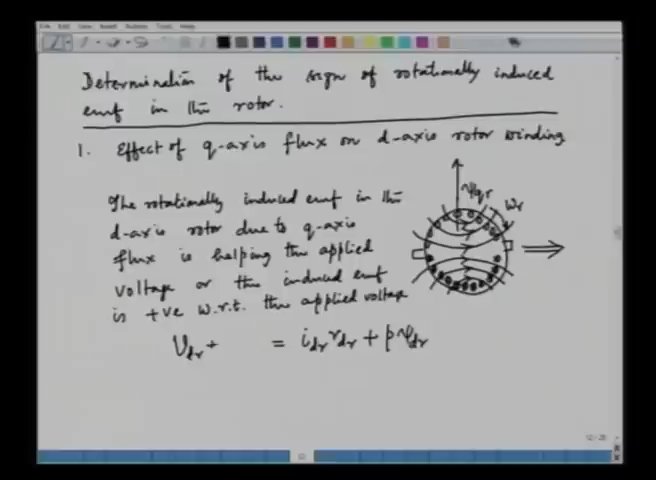 Determination of the sign of rotationally induced
emf in the rotor.
1. Effect of q-axis flux on d-axis rotor winding
ψqr
ωr
The rotationally induced emf in the
d-axis rotor due to q-axis
flux is helping the applied
voltage or the induced emf
is +ve w.r.t. the applied voltage
Vdr + = idr rdr + pψdr